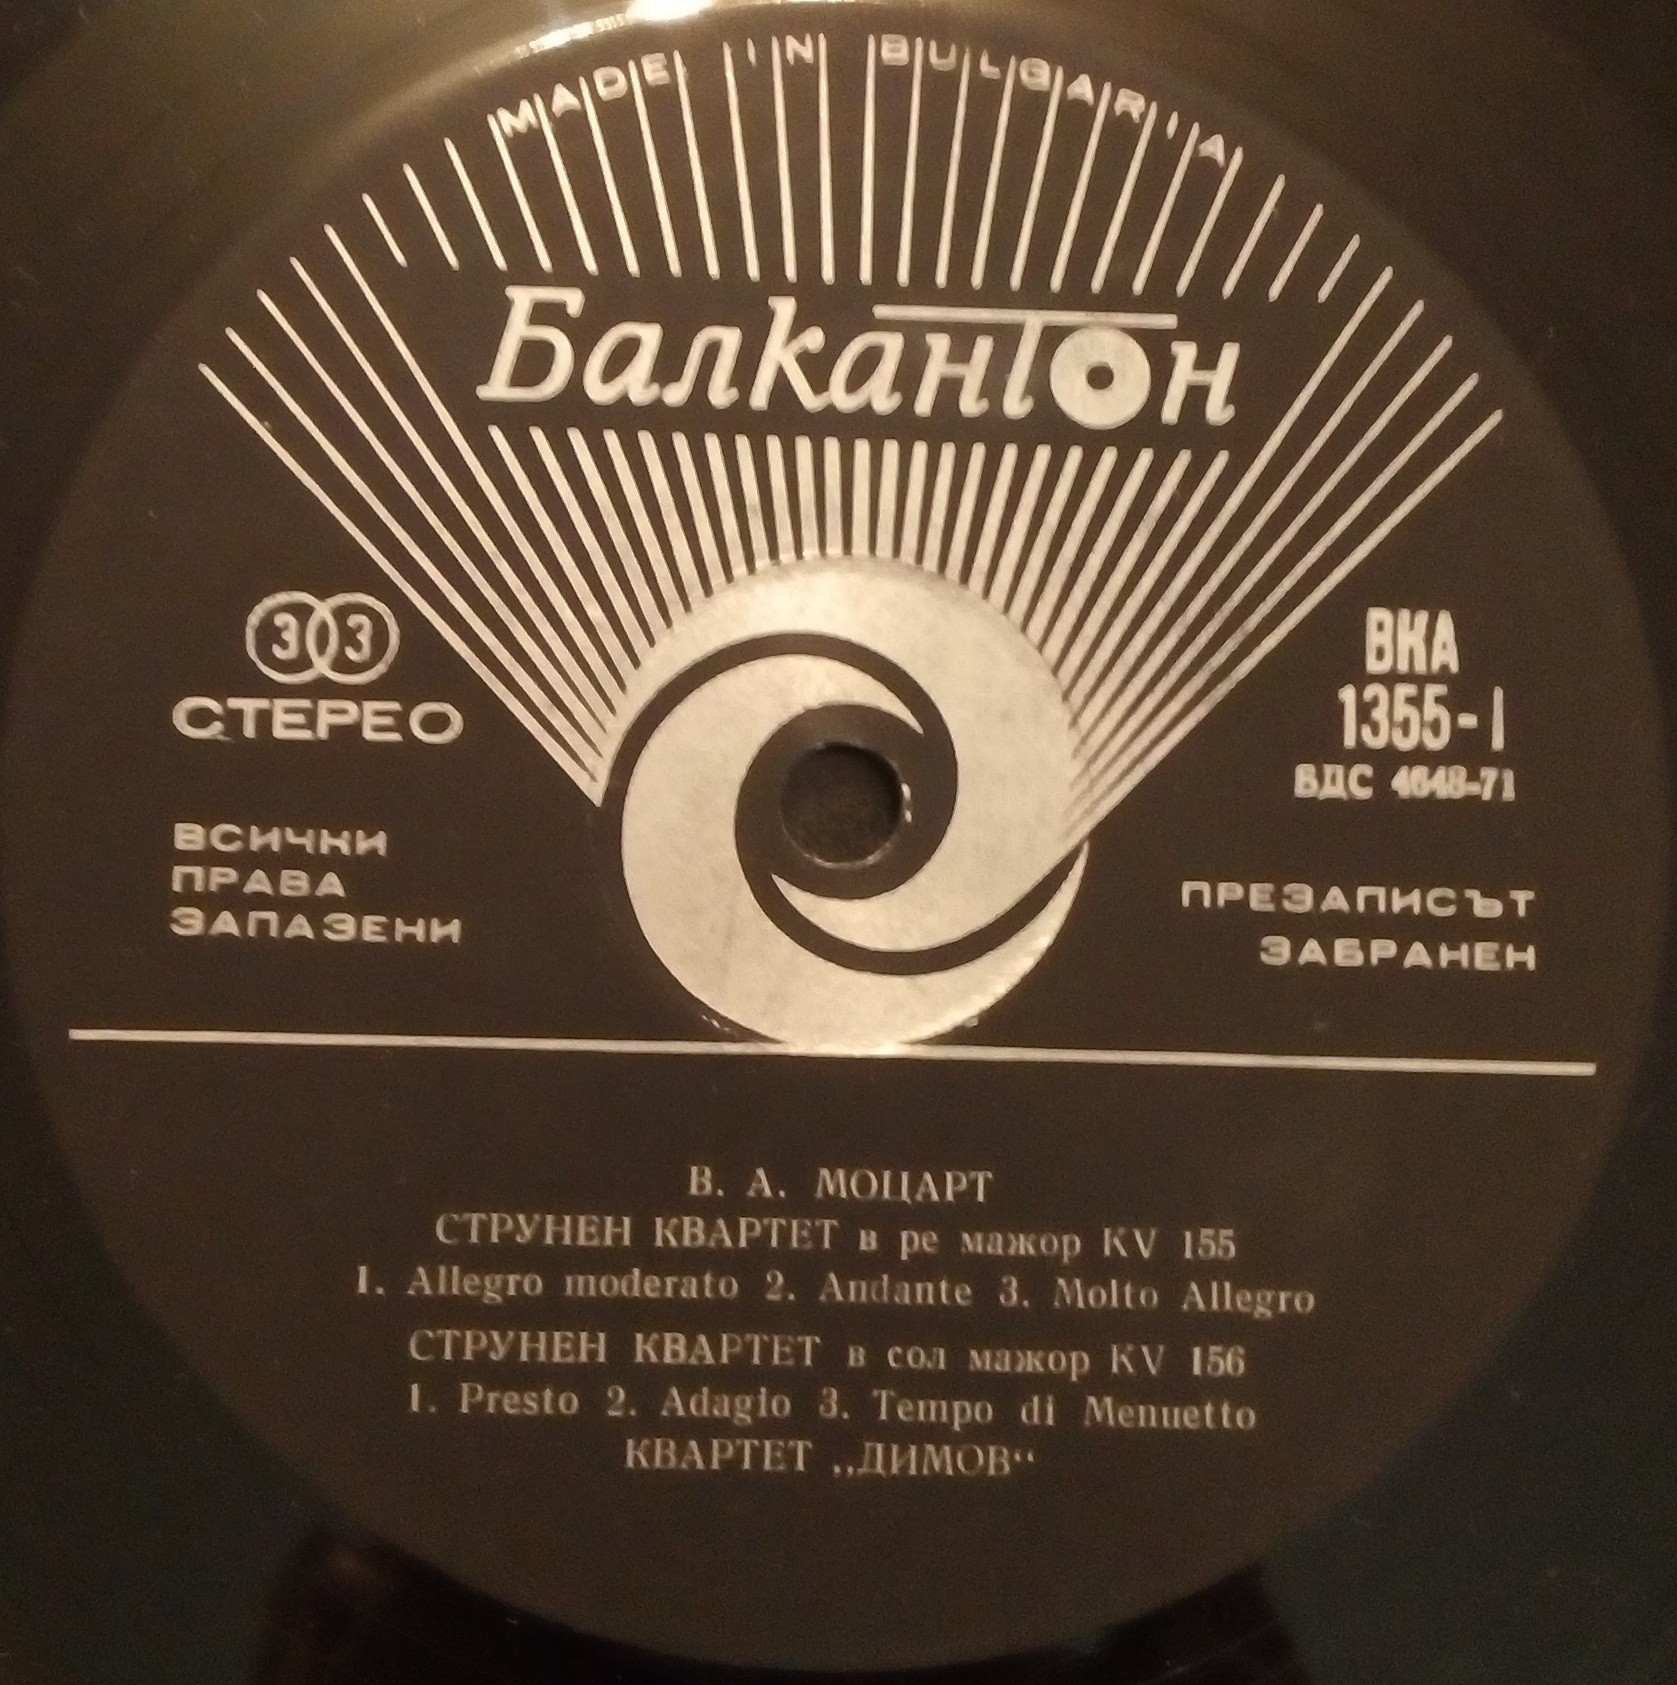 MADE IN BULGARIA
Балкантон
33
СТЕРЕО
ВСИЧКИ
ПРАВА
ЗАПАЗЕНИ
ВКА
1355-I
БДС 4648-71
ПРЕЗАПИСЪТ
ЗАБРАНЕН
В. А. МОЦАРТ
СТРУНЕН КВАРТЕТ в ре мажор KV 155
1. Allegro moderato 2. Andante 3. Molto Allegro
СТРУНЕН КВАРТЕТ в сол мажор KV 156
1. Presto 2. Adagio 3. Tempo di Menuetto
КВАРТЕТ „ДИМОВ“